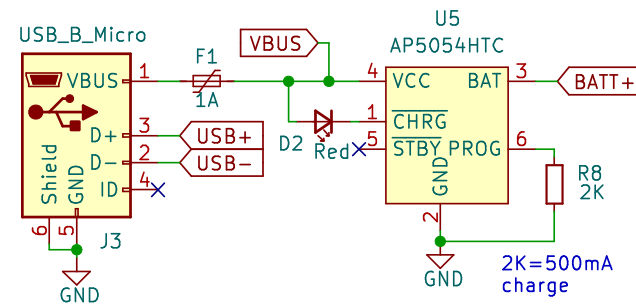 USB_B_Micro
VBUS
1
D+
3
D-
2
ID
4
Shield
GND
6
5
J3
GND
F1
1A
VBUS
USB+
USB-
D2
Red
U5
AP5054HTC
4
VCC
BAT
3
BATT+
1
CHRG
5
STBY
PROG
6
GND
2
GND
R8
2K
2K=500mA
charge